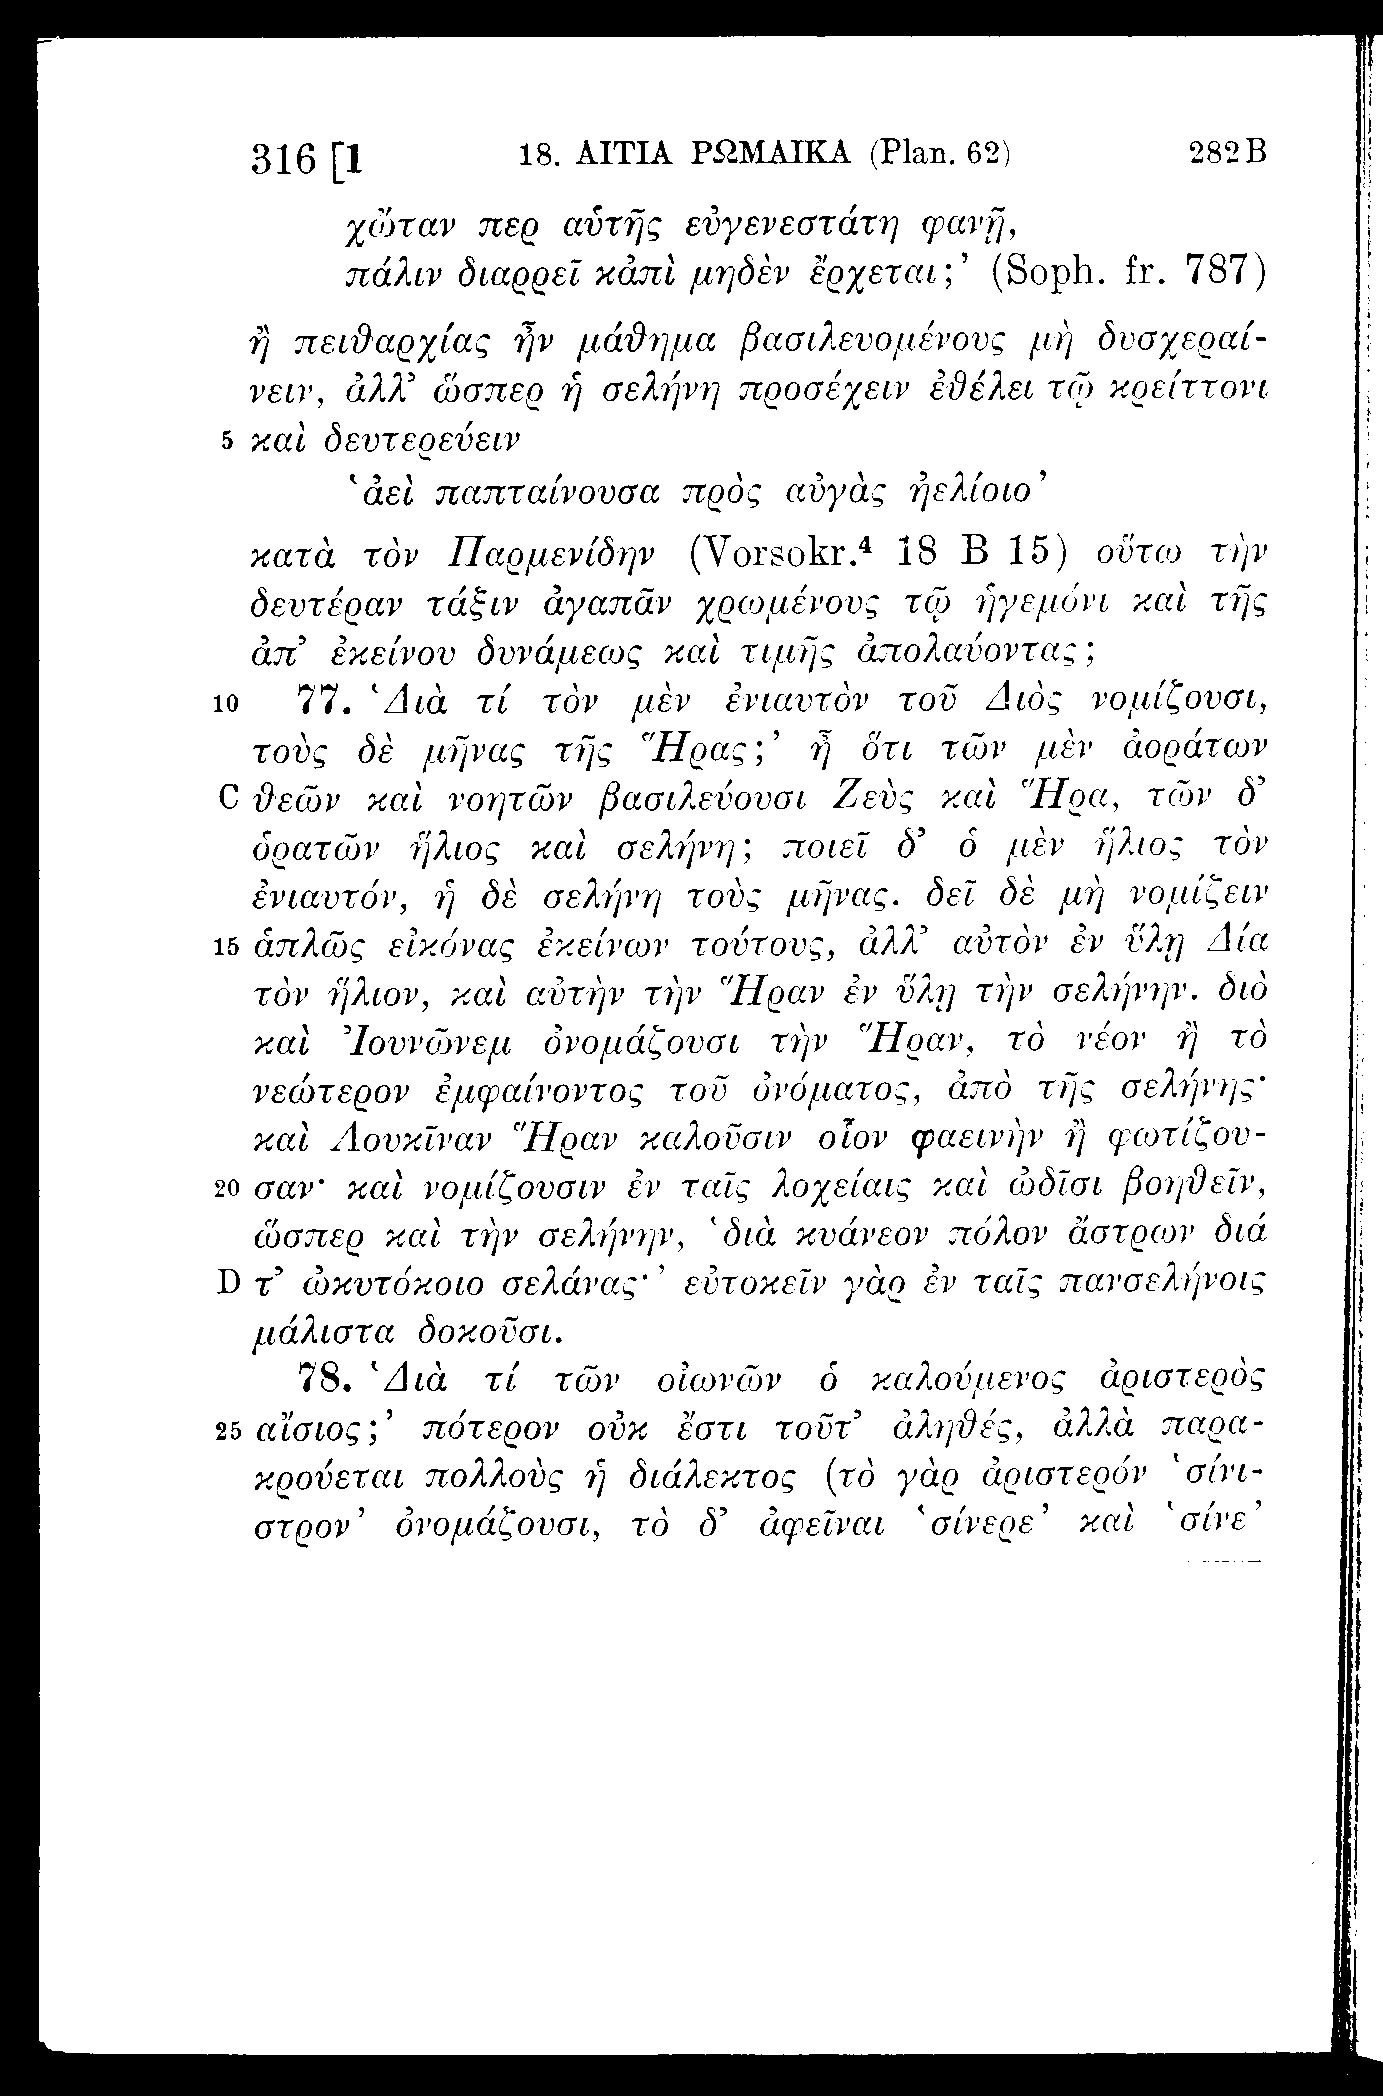 316 [1 18. ΑΙΤΙΑ ΡΩΜΑΙΚΑ (Plan. 62) 282 B
χὤταν περ αὑτῆς εὐγενεστάτη φανῇ,
πάλιν διαρρεῖ κἀπὶ μηδὲν ἔρχεται;’ (Soph. fr. 787)
ἢ πειθαρχίας ἦν μάθημα βασιλευομένους μὴ δυσχεραί-
νειν, ἀλλ’ ὥσπερ ἡ σελήνη προσέχειν ἐθέλει τῷ κρείττονι
5 καὶ δευτερεύειν
‘ἀεὶ παπταίνουσα πρὸς αὐγὰς ἠελίοιο’
κατὰ τὸν Παρμενίδην (Vorsokr.⁴ 18 B 15) οὕτω τὴν
δευτέραν τάξιν ἀγαπᾶν χρωμένους τῷ ἡγεμόνι καὶ τῆς
ἀπ’ ἐκείνου δυνάμεως καὶ τιμῆς ἀπολαύοντας;
10 77. ‘Διὰ τί τὸν μὲν ἐνιαυτὸν τοῦ Διὸς νομίζουσι,
τοὺς δὲ μῆνας τῆς Ἥρας;’ ἦ ὅτι τῶν μὲν ἀοράτων
C θεῶν καὶ νοητῶν βασιλεύουσι Ζεὺς καὶ Ἥρα, τῶν δ’
ὁρατῶν ἥλιος καὶ σελήνη; ποιεῖ δ’ ὁ μὲν ἥλιος τὸν
ἐνιαυτόν, ἡ δὲ σελήνη τοὺς μῆνας. δεῖ δὲ μὴ νομίζειν
15 ἁπλῶς εἰκόνας ἐκείνων τούτους, ἀλλ’ αὐτὸν ἐν ὕλῃ Δία
τὸν ἥλιον, καὶ αὐτὴν τὴν Ἥραν ἐν ὕλῃ τὴν σελήνην. διὸ
καὶ Ἰουνῶνεμ ὀνομάζουσι τὴν Ἥραν, τὸ νέον ἢ τὸ
νεώτερον ἐμφαίνοντος τοῦ ὀνόματος, ἀπὸ τῆς σελήνης·
καὶ Λουκῖναν Ἥραν καλοῦσιν οἷον φαεινὴν ἢ φωτίζου-
20 σαν· καὶ νομίζουσιν ἐν ταῖς λοχείαις καὶ ὠδῖσι βοηθεῖν,
ὥσπερ καὶ τὴν σελήνην, ‘διὰ κυάνεον πόλον ἄστρων διά
D τ’ ὠκυτόκοιο σελάνας·’ εὐτοκεῖν γὰρ ἐν ταῖς πανσελήνοις
μάλιστα δοκοῦσι.
78. ‘Διὰ τί τῶν οἰωνῶν ὁ καλούμενος ἀριστερὸς
25 αἴσιος;’ πότερον οὐκ ἔστι τοῦτ’ ἀληθές, ἀλλὰ παρα-
κρούεται πολλοὺς ἡ διάλεκτος (τὸ γὰρ ἀριστερόν ‘σίνι-
στρον’ ὀνομάζουσι, τὸ δ’ ἀφεῖναι ‘σίνερε’ καὶ ‘σίνε’